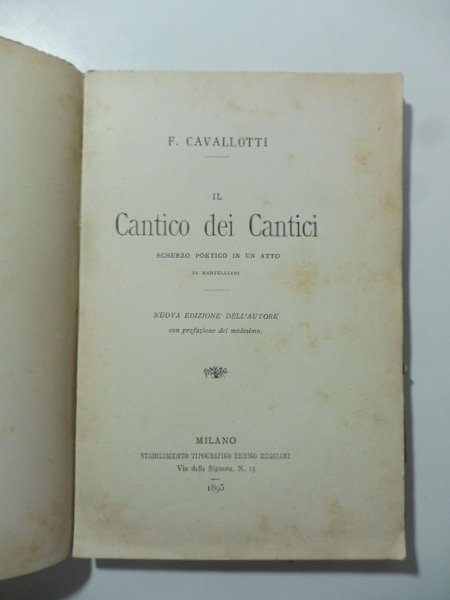 F. CAVALLOTTI
IL
Cantico dei Cantici
SCHERZO POETICO IN UN ATTO
IN MARTELLIANI
NUOVA EDIZIONE DELL'AUTORE
con prefazione del medesimo.
MILANO
STABILIMENTO TIPOGRAFICO ENRICO REGGIANI
Via della Signora, N. 15
1895